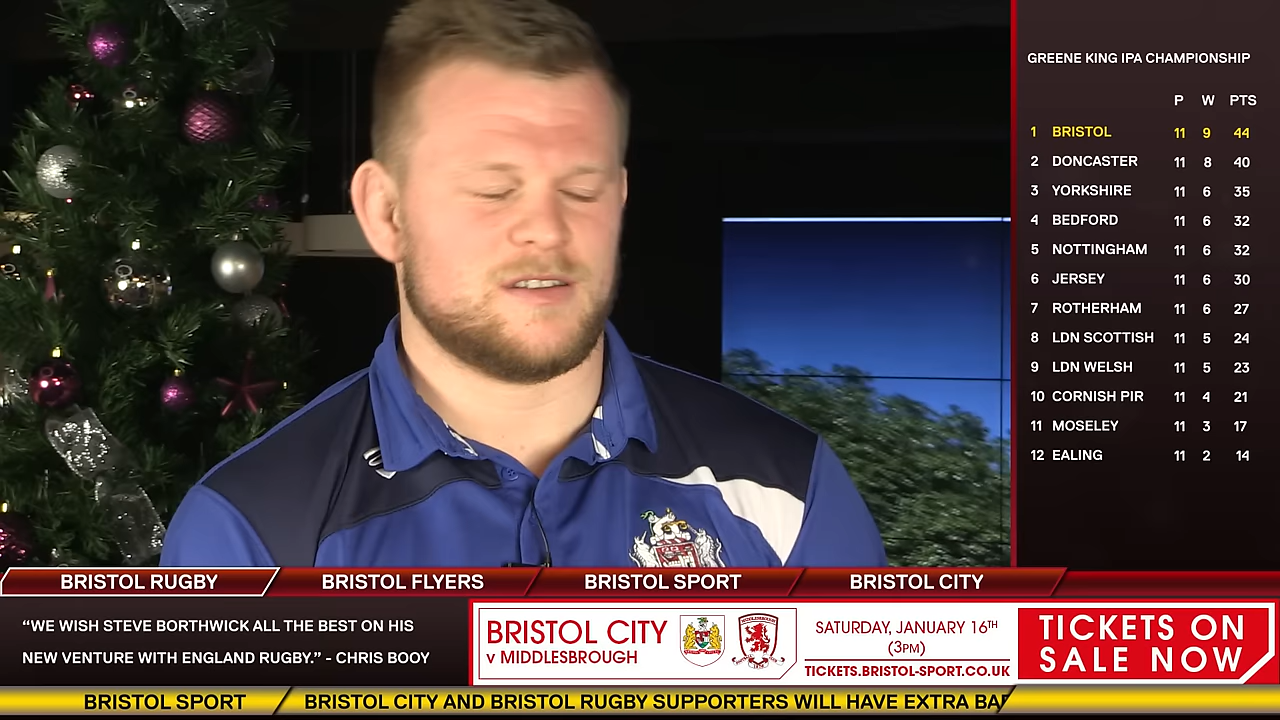 GREENE KING IPA CHAMPIONSHIP
P W PTS
1 BRISTOL 11 9 44
2 DONCASTER 11 8 40
3 YORKSHIRE 11 6 35
4 BEDFORD 11 6 32
5 NOTTINGHAM 11 6 32
6 JERSEY 11 6 30
7 ROTHERHAM 11 6 27
8 LDN SCOTTISH 11 5 24
9 LDN WELSH 11 5 23
10 CORNISH PIR 11 4 21
11 MOSELEY 11 3 17
12 EALING 11 2 14
BRISTOL RUGBY BRISTOL FLYERS BRISTOL SPORT BRISTOL CITY
“WE WISH STEVE BORTHWICK ALL THE BEST ON HIS
NEW VENTURE WITH ENGLAND RUGBY.” - CHRIS BOOY
BRISTOL CITY
v MIDDLESBROUGH
SATURDAY, JANUARY 16TH
(3PM)
TICKETS.BRISTOL-SPORT.CO.UK
TICKETS ON
SALE NOW
BRISTOL SPORT BRISTOL CITY AND BRISTOL RUGBY SUPPORTERS WILL HAVE EXTRA